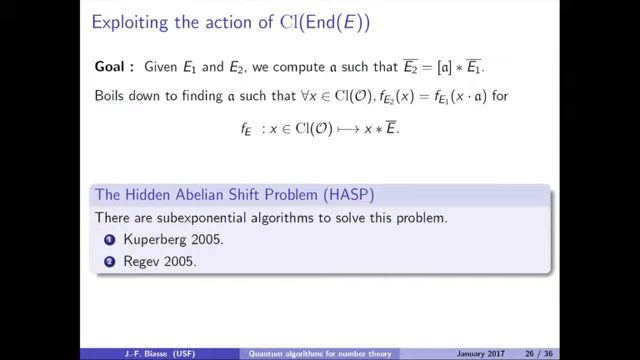 Exploiting the action of Cl(End(E))
Goal : Given E₁ and E₂, we compute 𝔞 such that E̅₂ = [𝔞] ∗ E̅₁.
Boils down to finding 𝔞 such that ∀x ∈ Cl(𝒪), f_E₂(x) = f_E₁(x · 𝔞) for
f_E : x ∈ Cl(𝒪) ⟼ x ∗ E̅.
The Hidden Abelian Shift Problem (HASP)
There are subexponential algorithms to solve this problem.
1 Kuperberg 2005.
2 Regev 2005.
J.-F. Biasse (USF) Quantum algorithms for number theory January 2017 26 / 36